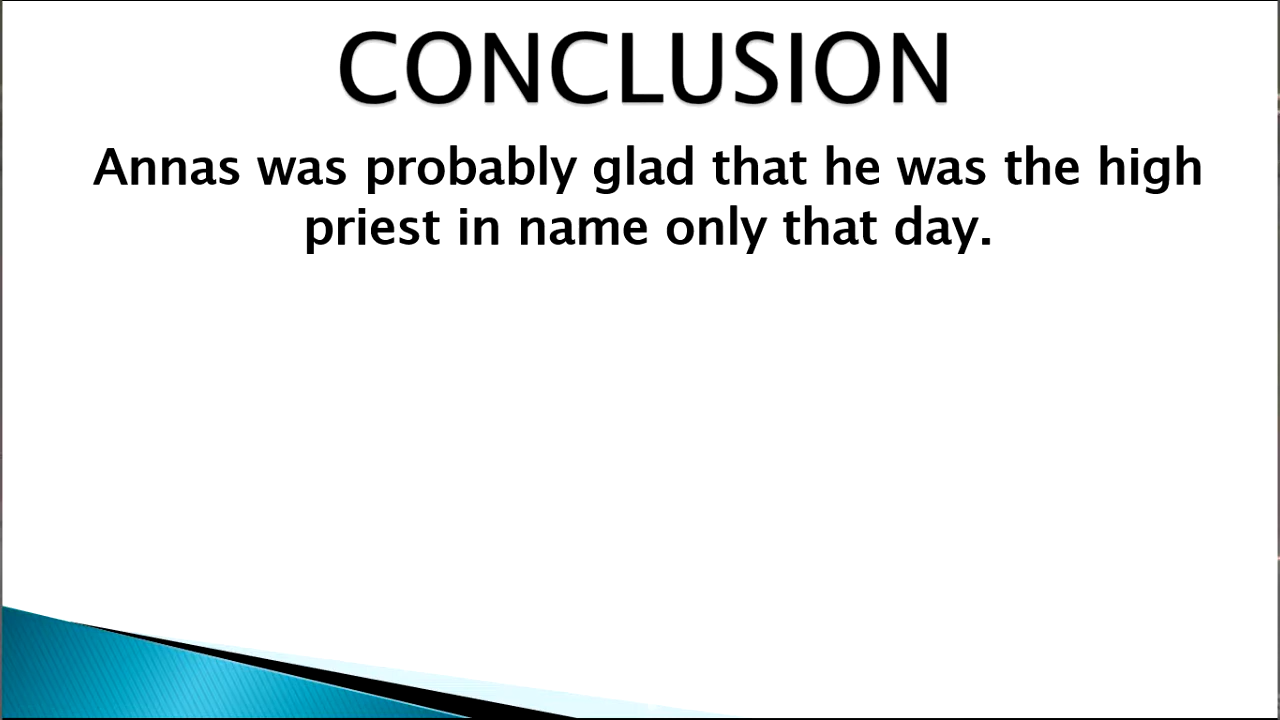 CONCLUSION
Annas was probably glad that he was the high
priest in name only that day.